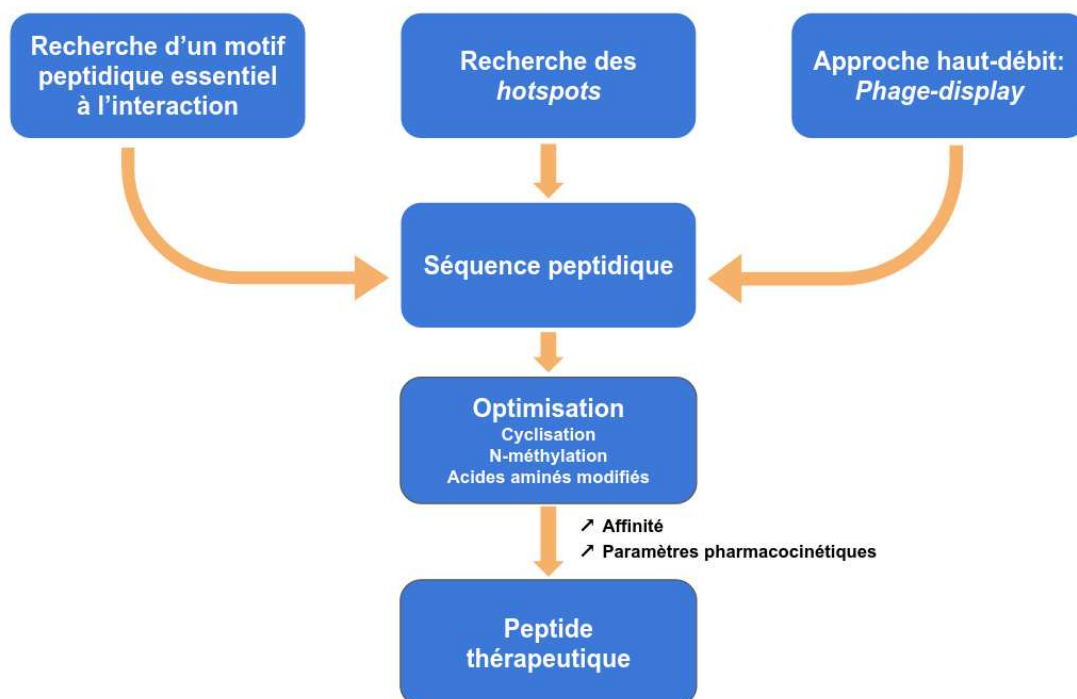 Recherche d’un motif
peptidique essentiel
à l’interaction
Recherche des
hotspots
Approche haut-débit:
Phage-display
Séquence peptidique
Optimisation
Cyclisation
N-méthylation
Acides aminés modifiés
↗ Affinité
↗ Paramètres pharmacocinétiques
Peptide
thérapeutique